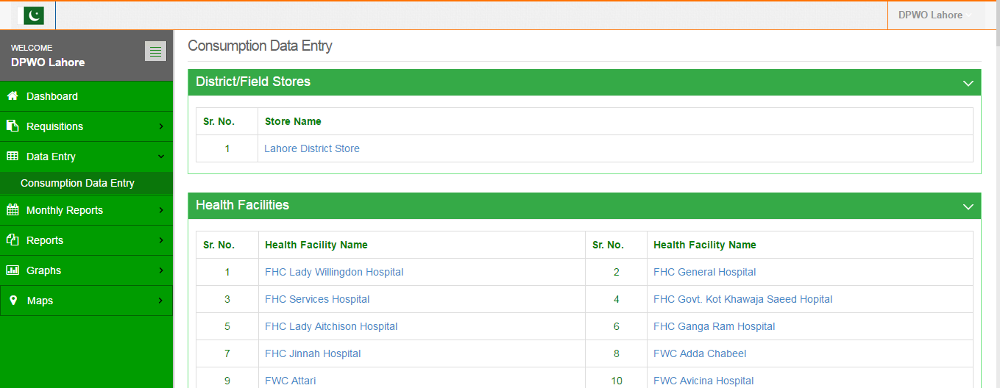 DPWO Lahore
WELCOME
DPWO Lahore
Dashboard
Requisitions
Data Entry
Consumption Data Entry
Monthly Reports
Reports
Graphs
Maps
Consumption Data Entry
District/Field Stores
Sr. No. Store Name
1 Lahore District Store
Health Facilities
Sr. No. Health Facility Name Sr. No. Health Facility Name
1 FHC Lady Willingdon Hospital 2 FHC General Hospital
3 FHC Services Hospital 4 FHC Govt. Kot Khawaja Saeed Hopital
5 FHC Lady Aitchison Hospital 6 FHC Ganga Ram Hospital
7 FHC Jinnah Hospital 8 FWC Adda Chabeel
9 FWC Attari 10 FWC Avicina Hospital